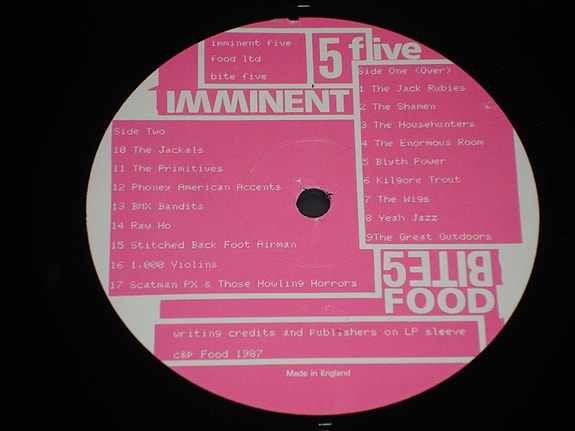 imminent five
food ltd
bite five
5 five
IMMINENT
Side One (Over)
1 The Jack Rubies
2 The Shamen
3 The Househunters
4 The Enormous Room
5 Blyth Power
6 Kilgore Trout
7 The Wigs
8 Yeah Jazz
9The Great Outdoors
Side Two
10 The Jackals
11 The Primitives
12 Phoney American Accents
13 BMX Bandits
14 Raw Ho
15 Stitched Back Foot Airman
16 1,000 Violins
17 Scatman PX & Those Howling Horrors
5 BITES
FOOD
writing credits and publishers on LP sleeve
c&p Food 1987
Made in England